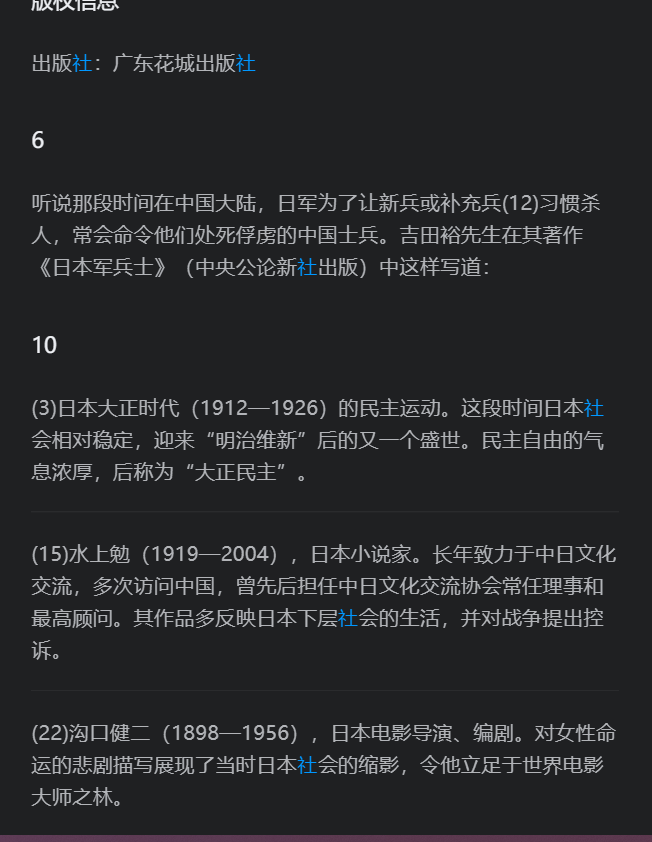 版权信息
出版社：广东花城出版社
6
听说那段时间在中国大陆，日军为了让新兵或补充兵(12)习惯杀
人，常会命令他们处死俘虏的中国士兵。吉田裕先生在其著作
《日本军兵士》（中央公论新社出版）中这样写道：
10
(3)日本大正时代（1912—1926）的民主运动。这段时间日本社
会相对稳定，迎来“明治维新”后的又一个盛世。民主自由的气
息浓厚，后称为“大正民主”。
(15)水上勉（1919—2004），日本小说家。长年致力于中日文化
交流，多次访问中国，曾先后担任中日文化交流协会常任理事和
最高顾问。其作品多反映日本下层社会的生活，并对战争提出控
诉。
(22)沟口健二（1898—1956），日本电影导演、编剧。对女性命
运的悲剧描写展现了当时日本社会的缩影，令他立足于世界电影
大师之林。